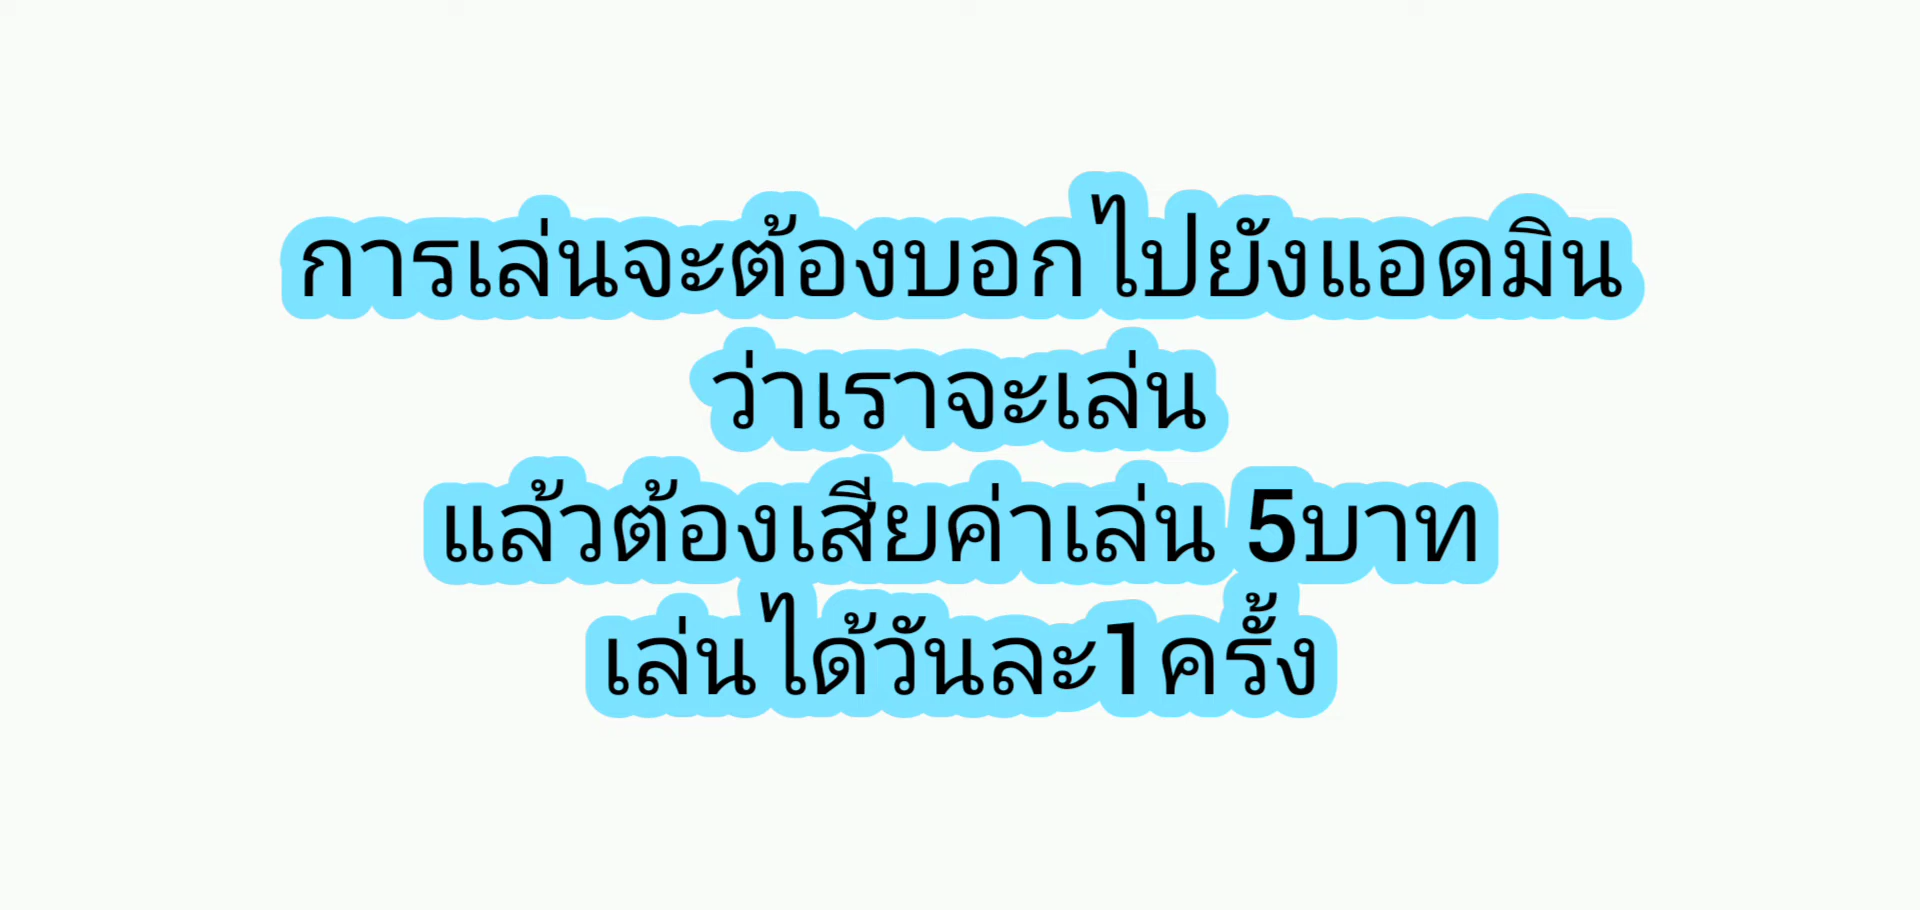 การเล่นจะต้องบอกไปยังแอดมิน
ว่าเราจะเล่น
แล้วต้องเสียค่าเล่น 5บาท
เล่นได้วันละ1ครั้ง